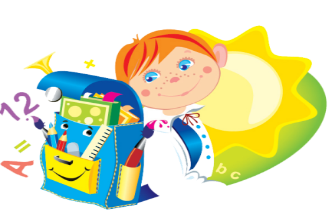 12
=
A
+
×
b c